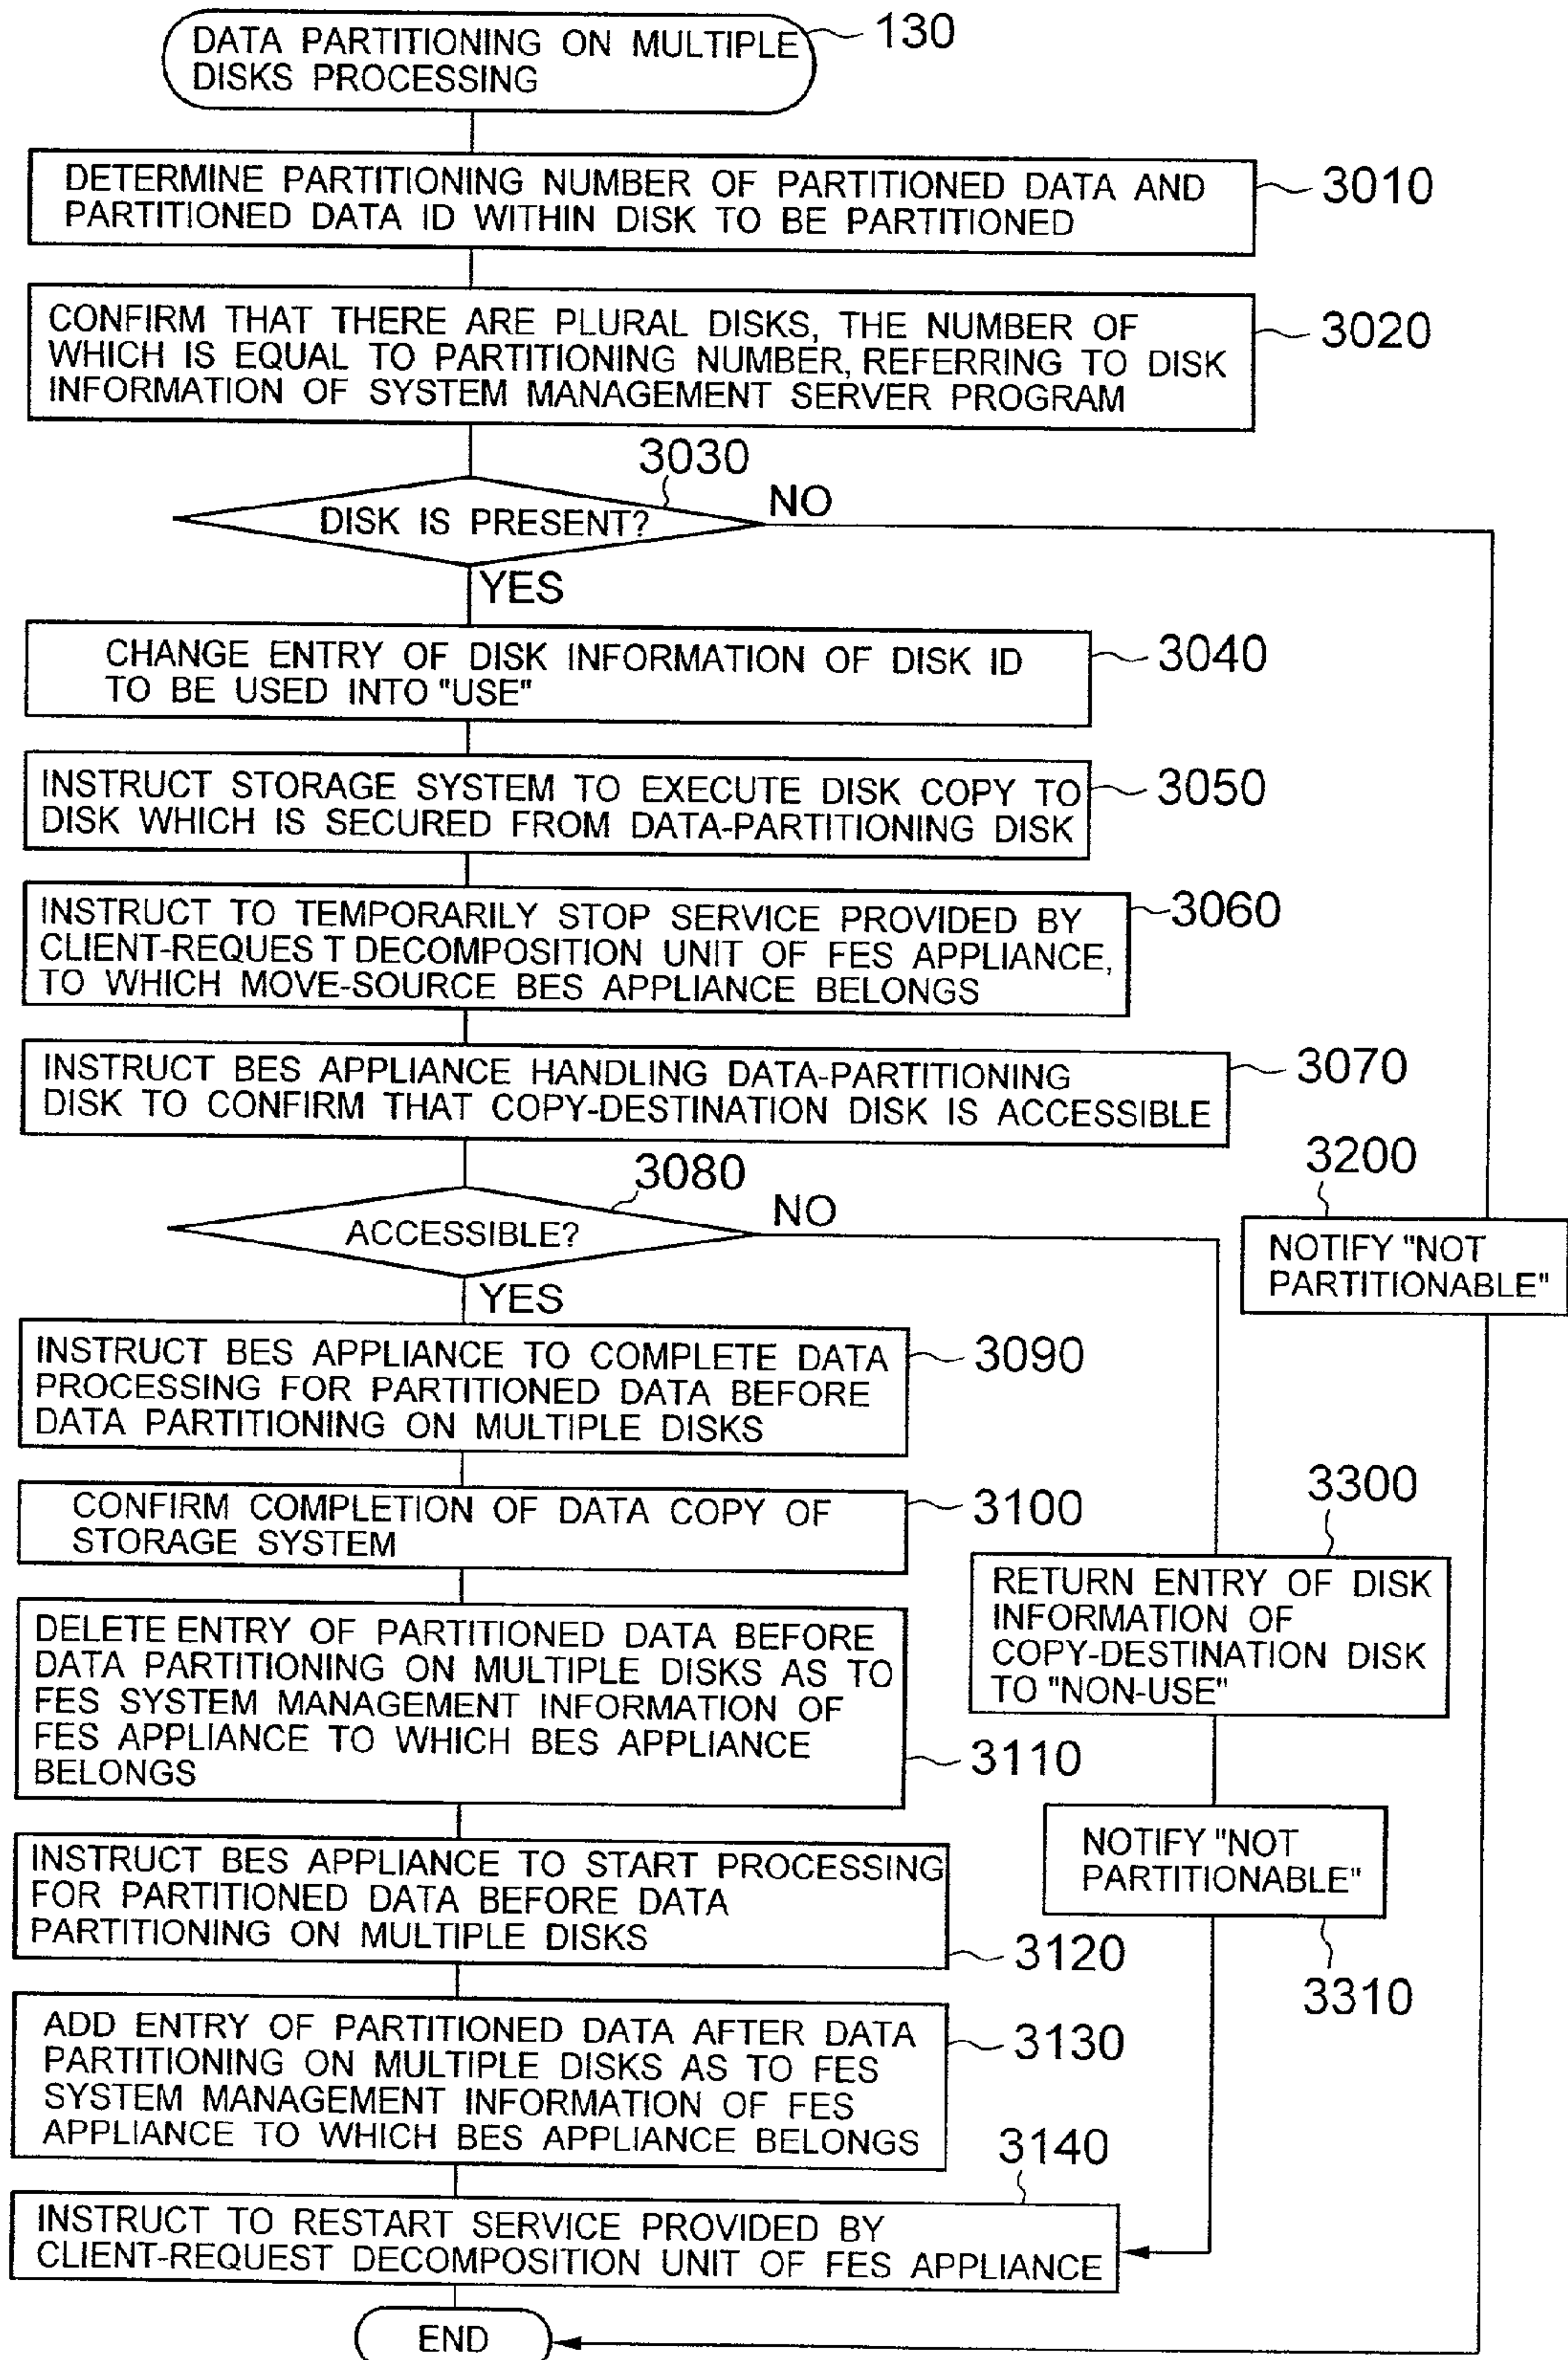 DATA PARTITIONING ON MULTIPLE
DISKS PROCESSING
130
DETERMINE PARTITIONING NUMBER OF PARTITIONED DATA AND
PARTITIONED DATA ID WITHIN DISK TO BE PARTITIONED
3010
CONFIRM THAT THERE ARE PLURAL DISKS, THE NUMBER OF
WHICH IS EQUAL TO PARTITIONING NUMBER, REFERRING TO DISK
INFORMATION OF SYSTEM MANAGEMENT SERVER PROGRAM
3020
3030
DISK IS PRESENT?
NO
YES
CHANGE ENTRY OF DISK INFORMATION OF DISK ID
TO BE USED INTO "USE"
3040
INSTRUCT STORAGE SYSTEM TO EXECUTE DISK COPY TO
DISK WHICH IS SECURED FROM DATA-PARTITIONING DISK
3050
INSTRUCT TO TEMPORARILY STOP SERVICE PROVIDED BY
CLIENT-REQUES T DECOMPOSITION UNIT OF FES APPLIANCE,
TO WHICH MOVE-SOURCE BES APPLIANCE BELONGS
3060
INSTRUCT BES APPLIANCE HANDLING DATA-PARTITIONING
DISK TO CONFIRM THAT COPY-DESTINATION DISK IS ACCESSIBLE
3070
3080
ACCESSIBLE?
NO
YES
3200
NOTIFY "NOT
PARTITIONABLE"
INSTRUCT BES APPLIANCE TO COMPLETE DATA
PROCESSING FOR PARTITIONED DATA BEFORE
DATA PARTITIONING ON MULTIPLE DISKS
3090
CONFIRM COMPLETION OF DATA COPY OF
STORAGE SYSTEM
3100
3300
RETURN ENTRY OF DISK
INFORMATION OF
COPY-DESTINATION DISK
TO "NON-USE"
DELETE ENTRY OF PARTITIONED DATA BEFORE
DATA PARTITIONING ON MULTIPLE DISKS AS TO
FES SYSTEM MANAGEMENT INFORMATION OF
FES APPLIANCE TO WHICH BES APPLIANCE
BELONGS
3110
NOTIFY "NOT
PARTITIONABLE"
3310
INSTRUCT BES APPLIANCE TO START PROCESSING
FOR PARTITIONED DATA BEFORE DATA
PARTITIONING ON MULTIPLE DISKS
3120
ADD ENTRY OF PARTITIONED DATA AFTER DATA
PARTITIONING ON MULTIPLE DISKS AS TO FES
SYSTEM MANAGEMENT INFORMATION OF FES
APPLIANCE TO WHICH BES APPLIANCE BELONGS
3130
3140
INSTRUCT TO RESTART SERVICE PROVIDED BY
CLIENT-REQUEST DECOMPOSITION UNIT OF FES APPLIANCE
END